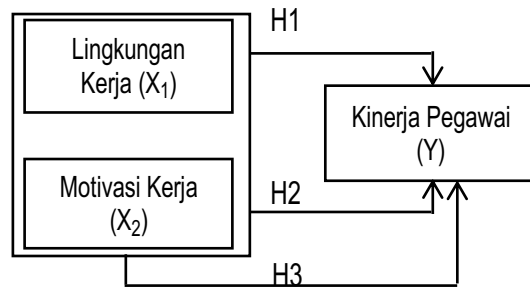 H1
Lingkungan
Kerja (X₁)
Kinerja Pegawai
(Y)
Motivasi Kerja
(X₂)
H2
H3